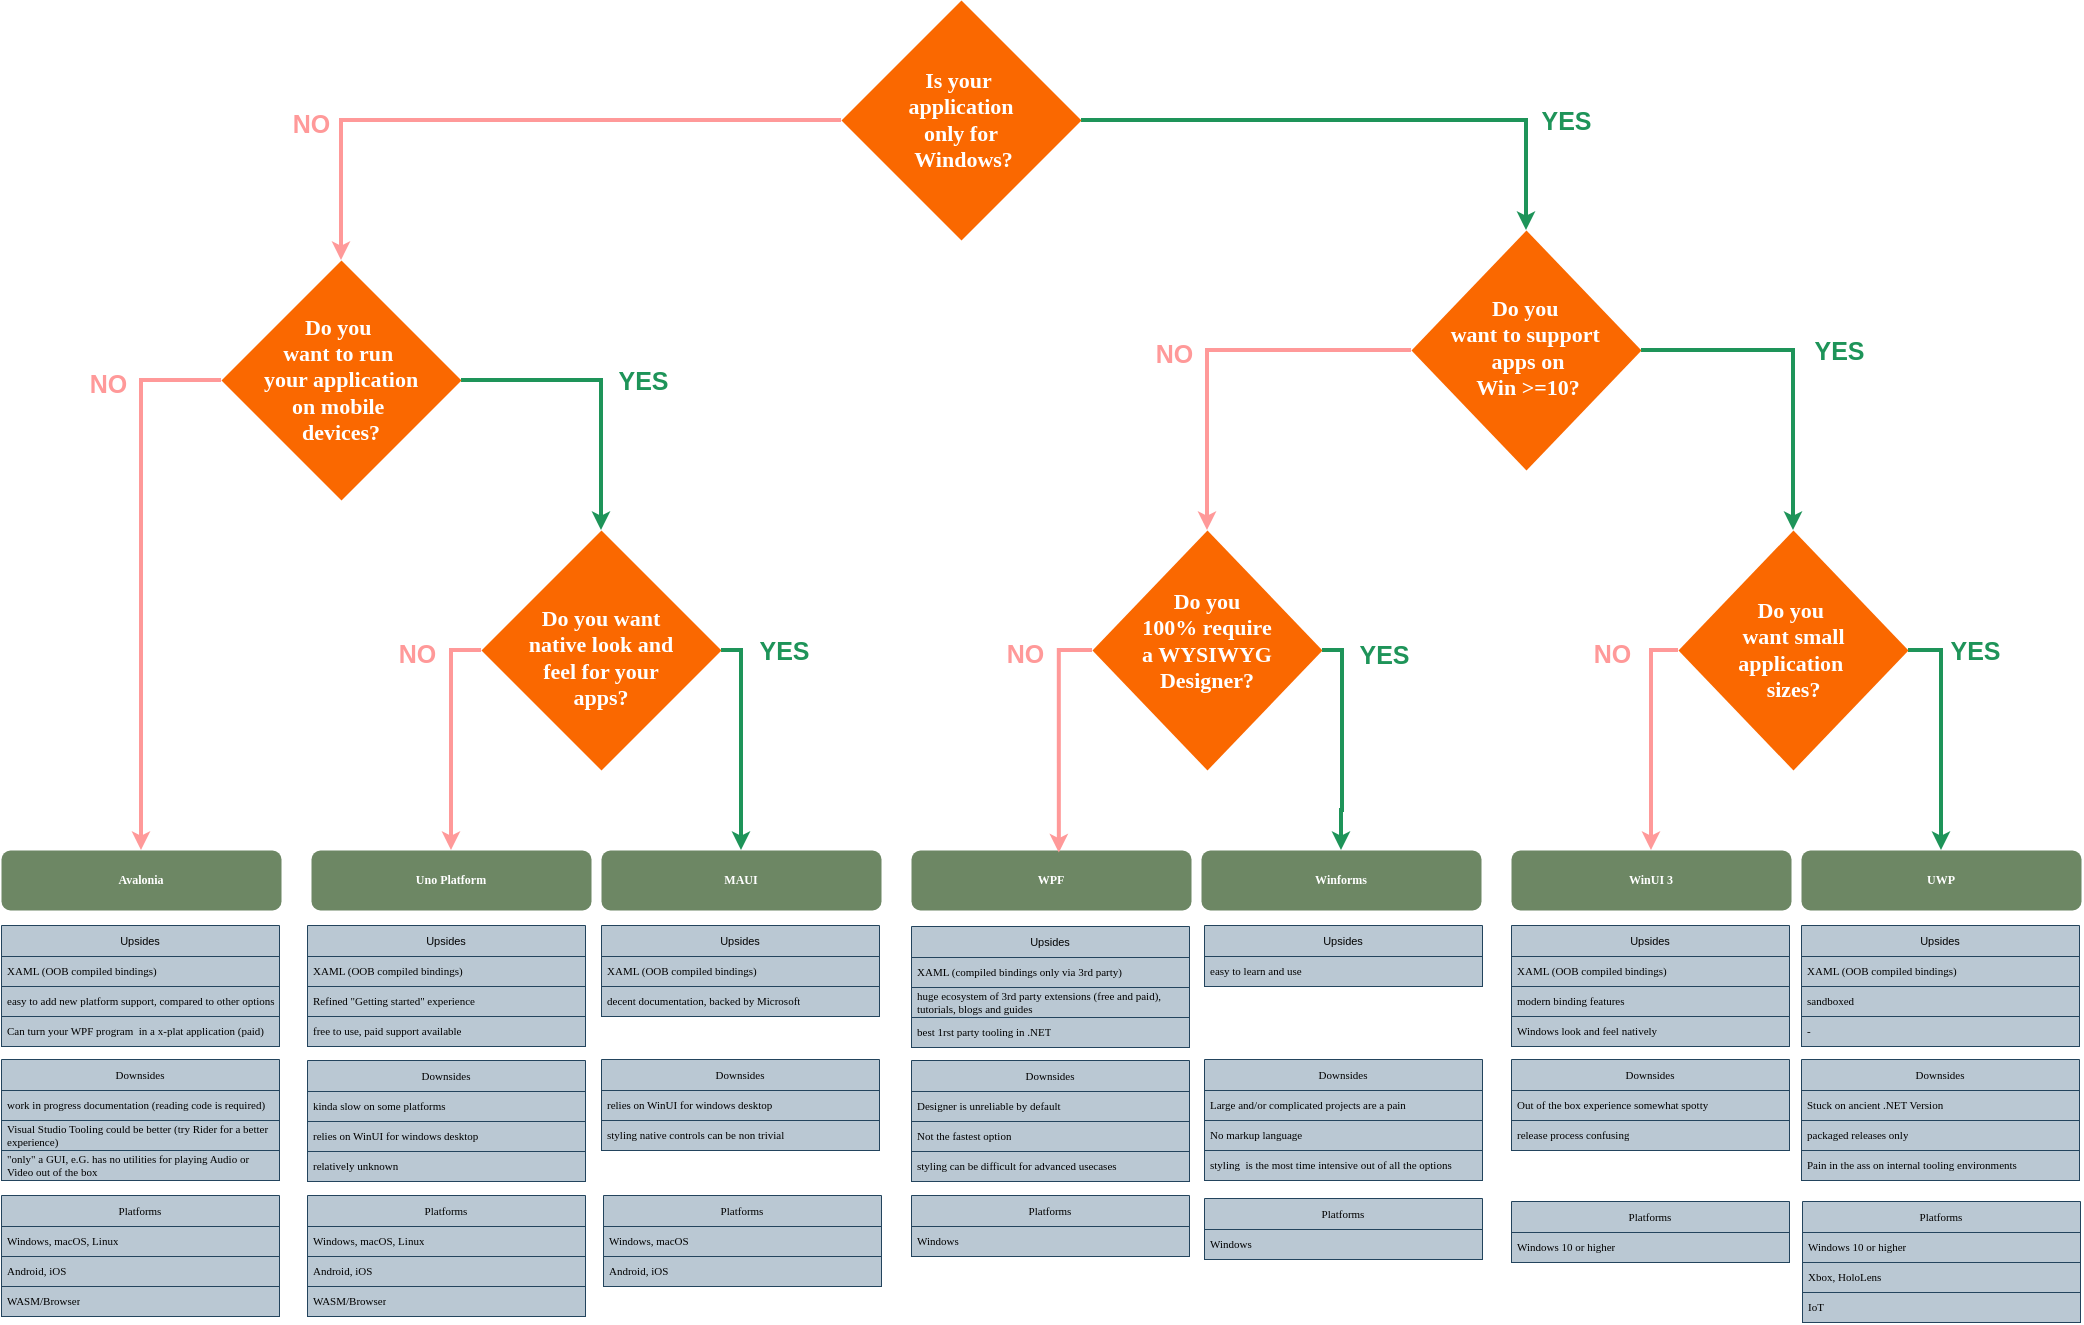 Is your
application
only for
Windows?
NO
YES
Do you
want to run
your application
on mobile
devices?
NO
YES
Do you
want to support
apps on
Win >=10?
NO
YES
Do you want
native look and
feel for your
apps?
NO
YES
Do you
100% require
a WYSIWYG
Designer?
NO
YES
Do you
want small
application
sizes?
NO
YES
Avalonia
Uno Platform
MAUI
WPF
Winforms
WinUI 3
UWP
Upsides
XAML (OOB compiled bindings)
easy to add new platform support, compared to other options
Can turn your WPF program in a x-plat application (paid)
Upsides
XAML (OOB compiled bindings)
Refined "Getting started" experience
free to use, paid support available
Upsides
XAML (OOB compiled bindings)
decent documentation, backed by Microsoft
Upsides
XAML (compiled bindings only via 3rd party)
huge ecosystem of 3rd party extensions (free and paid),
tutorials, blogs and guides
best 1rst party tooling in .NET
Upsides
easy to learn and use
Upsides
XAML (OOB compiled bindings)
modern binding features
Windows look and feel natively
Upsides
XAML (OOB compiled bindings)
sandboxed
-
Downsides
work in progress documentation (reading code is required)
Visual Studio Tooling could be better (try Rider for a better
experience)
"only" a GUI, e.G. has no utilities for playing Audio or
Video out of the box
Downsides
kinda slow on some platforms
relies on WinUI for windows desktop
relatively unknown
Downsides
relies on WinUI for windows desktop
styling native controls can be non trivial
Downsides
Designer is unreliable by default
Not the fastest option
styling can be difficult for advanced usecases
Downsides
Large and/or complicated projects are a pain
No markup language
styling is the most time intensive out of all the options
Downsides
Out of the box experience somewhat spotty
release process confusing
Downsides
Stuck on ancient .NET Version
packaged releases only
Pain in the ass on internal tooling environments
Platforms
Windows, macOS, Linux
Android, iOS
WASM/Browser
Platforms
Windows, macOS, Linux
Android, iOS
WASM/Browser
Platforms
Windows, macOS
Android, iOS
Platforms
Windows
Platforms
Windows
Platforms
Windows 10 or higher
Platforms
Windows 10 or higher
Xbox, HoloLens
IoT